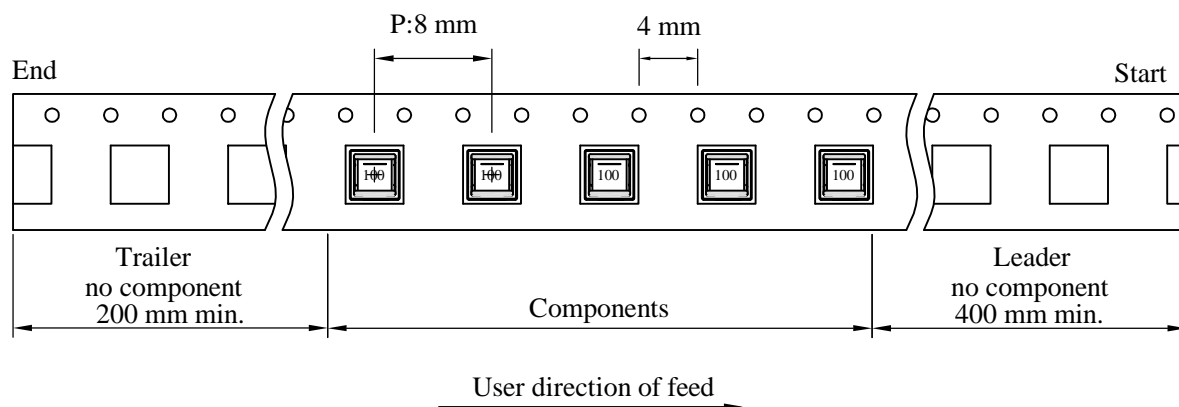 P:8 mm
4 mm
End
Start
100
100
100
100
100
Trailer
no component
200 mm min.
Components
Leader
no component
400 mm min.
User direction of feed